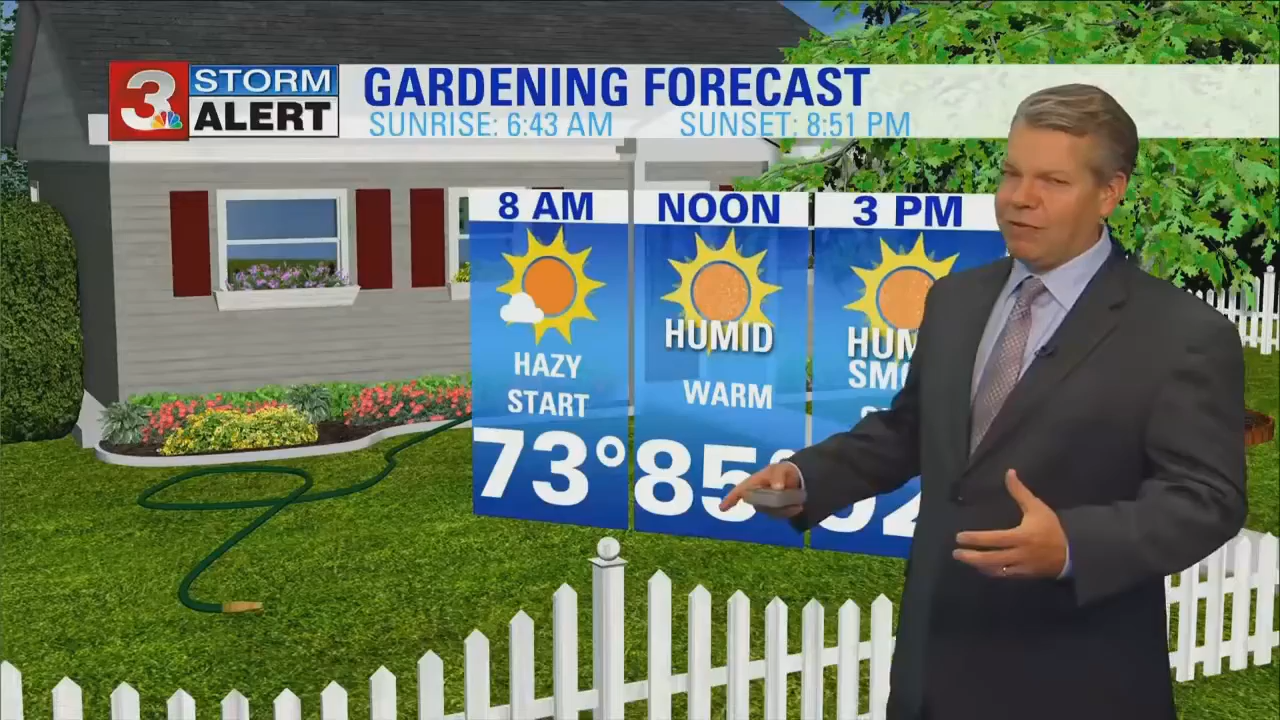 3 STORM
ALERT
GARDENING FORECAST
SUNRISE: 6:43 AM SUNSET: 8:51 PM
8 AM
HAZY
START
73°
NOON
HUMID
WARM
85°
3 PM